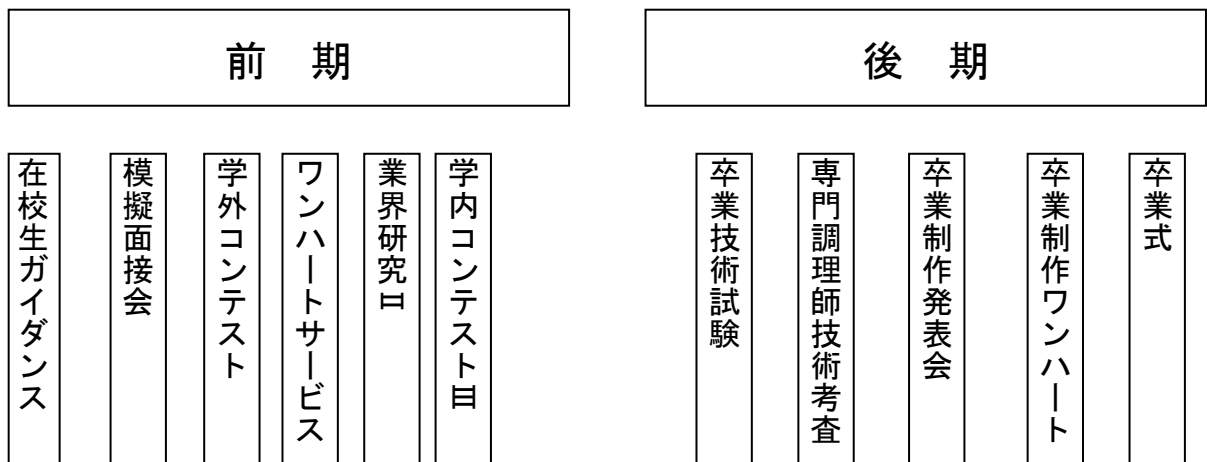 前　期
後　期
在校生ガイダンス
模擬面接会
学外コンテスト
ワンハートサービス
業界研究Ⅱ
学内コンテストⅢ
卒業技術試験
専門調理師技術考査
卒業制作発表会
卒業制作ワンハート
卒業式